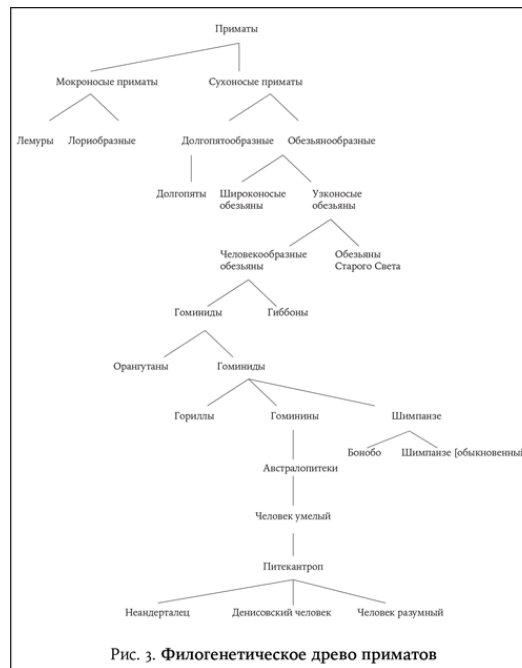 Приматы
Мокроносые приматы Сухоносые приматы
Лемуры Лориобразные Долгопятообразные Обезьянообразные
Долгопяты Широконосые обезьяны Узконосые обезьяны
Человекообразные обезьяны Обезьяны Старого Света
Гоминиды Гиббоны
Орангутаны Гоминиды
Гориллы Гоминины Шимпанзе
Бонобо Шимпанзе [обыкновенный
Австралопитеки
Человек умелый
Питекантроп
Неандерталец Денисовский человек Человек разумный
Рис. 3. Филогенетическое древо приматов